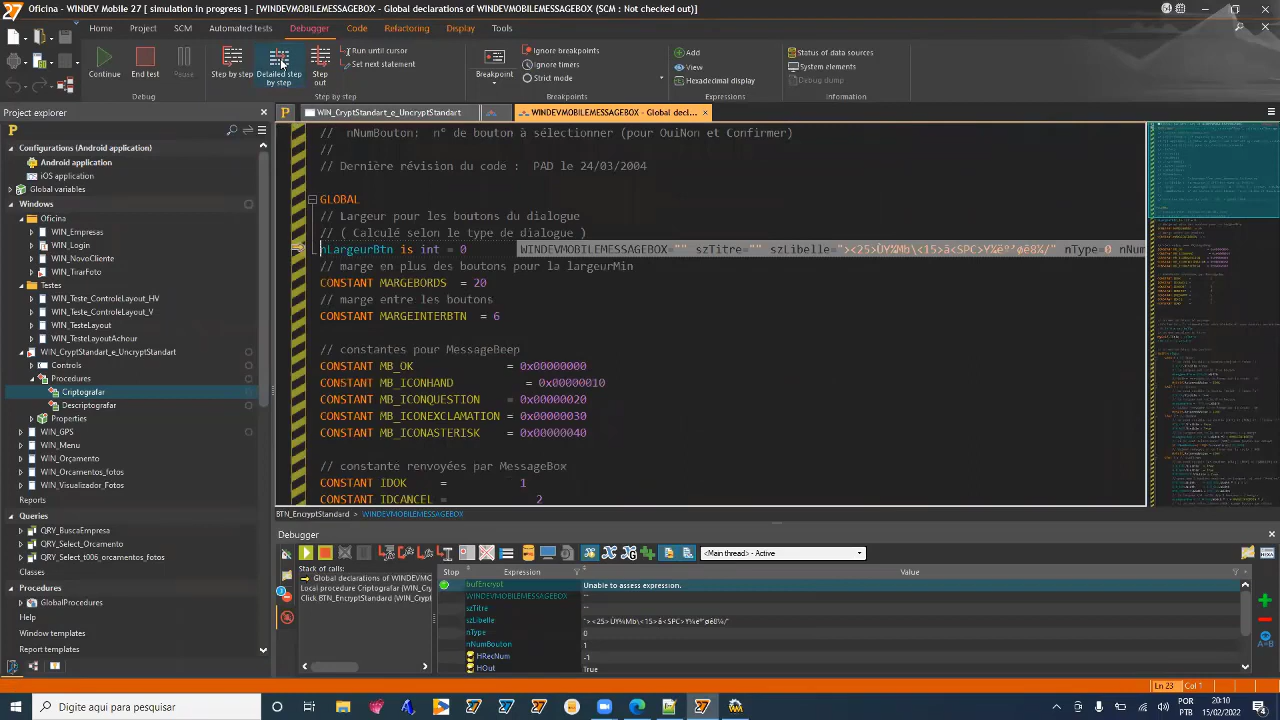 Oficina - WINDEV MOBILE 27 [ simulation in progress ] - [WINDEVMOBILEMESSAGEBOX - Global declarations of WINDEVMOBILEMESSAGEBOX (SCM : Not checked out)]
Home Project SCM Automated tests Debugger Code Refactoring Display Tools
Continue End test Pause
Step by step Detailed step by step Step out
Run until cursor
Set next statement
Breakpoint
Ignore breakpoints
Ignore timers
Strict mode
Add
View
Hexadecimal display
Status of data sources
System elements
Debug dump
Debug Step by step Breakpoints Expressions Information
Project explorer
WIN_CryptStandart_e_UncryptStandart
WINDEVMOBILEMESSAGEBOX - Global decl...
Configurations (Android application)
Android application
iOS application
Global variables
Windows
Oficina
WIN_Empresas
WIN_Login
WIN_NovoCliente
WIN_TirarFoto
Testes
WIN_Teste_ControleLayout_HV
WIN_Teste_ControleLayout_V
WIN_TesteLayout
WIN_TesteLayoutAchour
WIN_CryptStandart_e_UncryptStandart
Controls
Procedures
Criptografar
Descriptografar
Properties
WIN_GPS
WIN_Menu
WIN_Orçamento
WIN_Orcamentos_fotos
WIN_Visualizador_Fotos
Reports
Queries
QRY_BuscaEmpresa
QRY_Select_Orcamento
QRY_Select_t006_orcamentos_fotos
Classes
Procedures
GlobalProcedures
Help
Window templates
Report templates
// nNumBouton: n° de bouton à sélectionner (pour OuiNon et Confirmer)
//
// Dernière révision du code : PAD le 24/03/2004
GLOBAL
// Largeur pour les boutons du dialogue
// ( Calculé selon le type de dialogue )
nLargeurBtn is int = 0
WINDEVMOBILEMESSAGEBOX="" szTitre="" szLibelle=
nType=0 nNum
CONSTANT MARGEBORDS = 20
// marge entre les boutons
CONSTANT MARGEINTERBTN = 6
// constantes pour MessageBeep
CONSTANT MB_OK = 0x00000000
CONSTANT MB_ICONHAND = 0x00000010
CONSTANT MB_ICONQUESTION = 0x00000020
CONSTANT MB_ICONEXCLAMATION = 0x00000030
CONSTANT MB_ICONASTERISK = 0x00000040
// constante renvoyées par MessageBox
CONSTANT IDOK = 1
CONSTANT IDCANCEL = 2
BTN_EncryptStandard > WINDEVMOBILEMESSAGEBOX
Debugger
<Main thread> - Active
Stack of calls:
Global declarations of WINDEVM
Local procedure Criptografar (WIN_Cr
Click BTN_EncryptStandard (WIN_Cryp
Stop Expression Value
bufEncrypt Unable to assess expression.
WINDEVMOBILEMESSAGEBOX ""
szTitre ""
szLibelle
nType 0
nNumBouton 1
HRecNum -1
HOut True
Ln 23 Col 1
Digite aqui para pesquisar
POR
PTB
20:10
15/02/2022